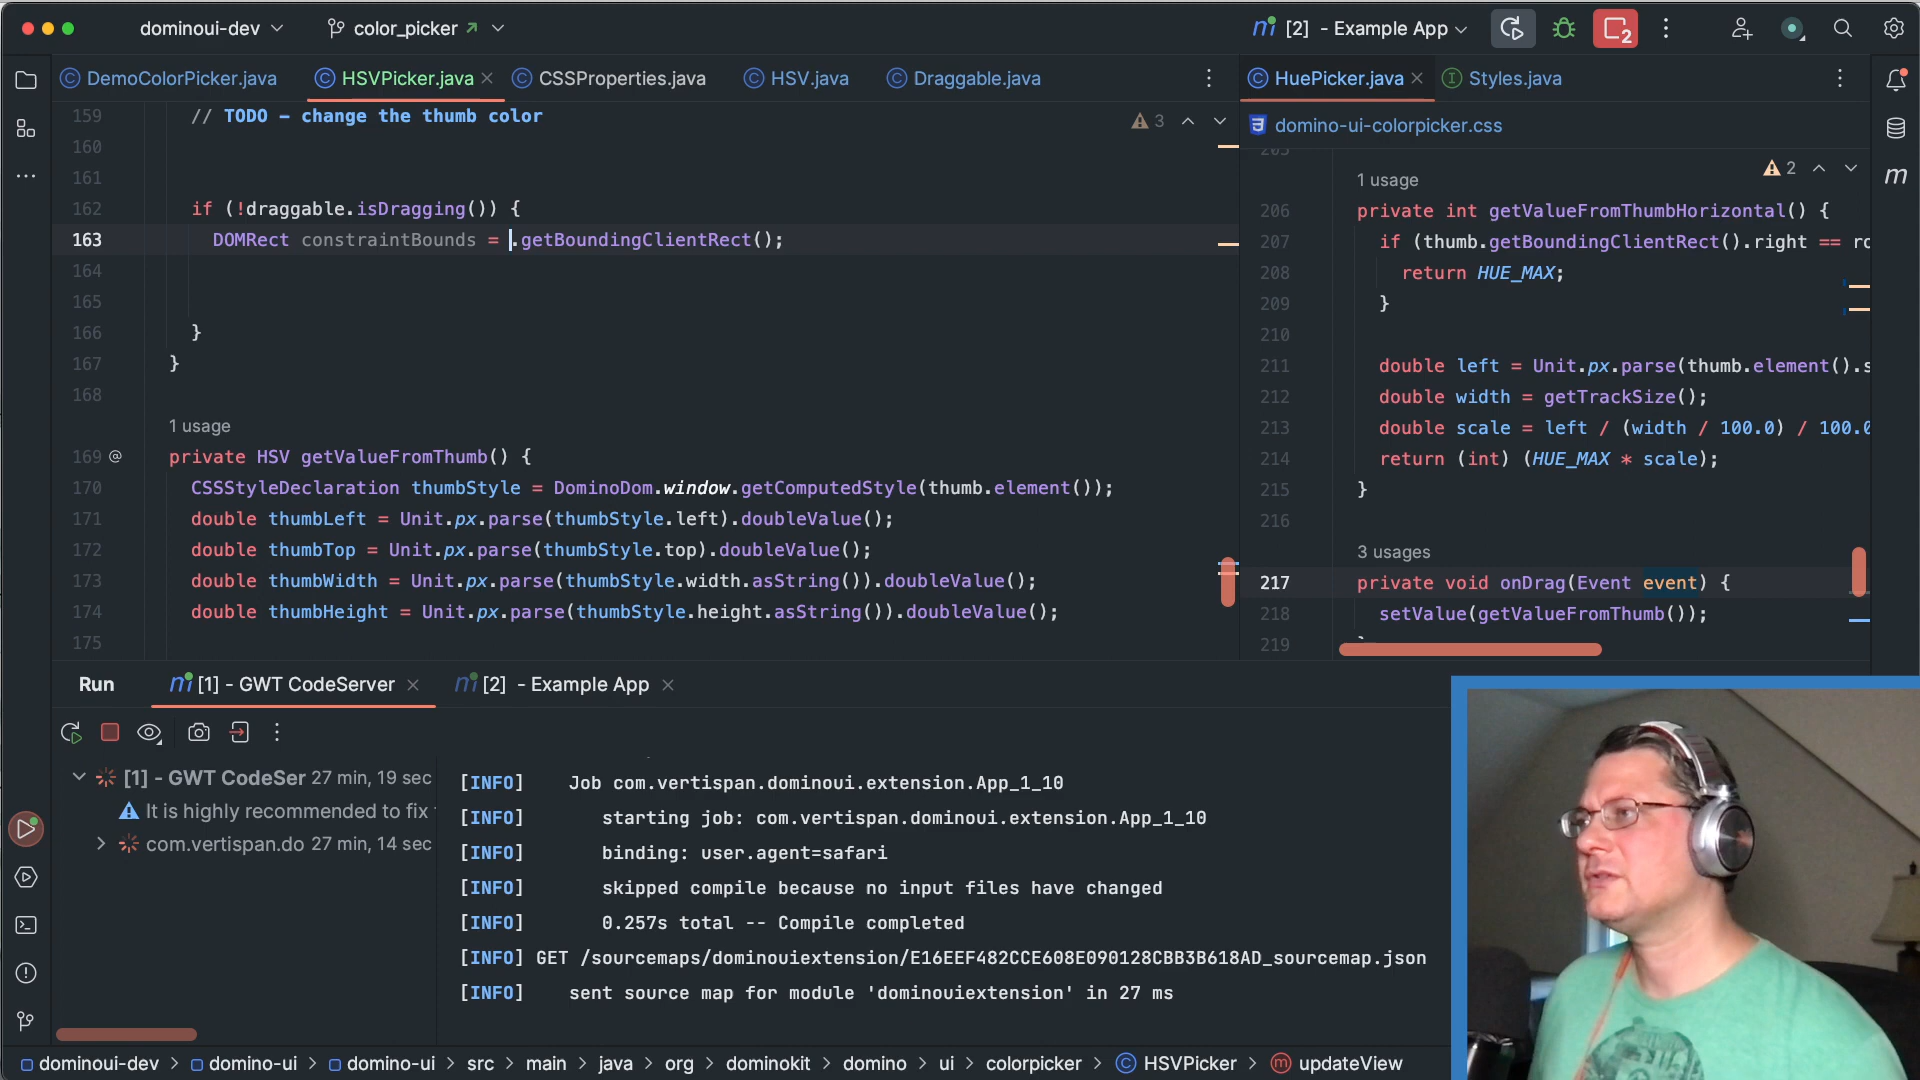 dominoui-dev
color_picker
[2] - Example App
2
DemoColorPicker.java
HSVPicker.java
CSSProperties.java
HSV.java
Draggable.java
HuePicker.java
Styles.java
domino-ui-colorpicker.css
3
159 // TODO - change the thumb color
160
161
162 if (!draggable.isDragging()) {
163 DOMRect constraintBounds = .getBoundingClientRect();
164
165
166 }
167 }
168
1 usage
169 @ private HSV getValueFromThumb() {
170 CSSStyleDeclaration thumbStyle = DominoDom.window.getComputedStyle(thumb.element());
171 double thumbLeft = Unit.px.parse(thumbStyle.left).doubleValue();
172 double thumbTop = Unit.px.parse(thumbStyle.top).doubleValue();
173 double thumbWidth = Unit.px.parse(thumbStyle.width.asString()).doubleValue();
174 double thumbHeight = Unit.px.parse(thumbStyle.height.asString()).doubleValue();
175
2
1 usage
206 private int getValueFromThumbHorizontal() {
207 if (thumb.getBoundingClientRect().right == ro
208 return HUE_MAX;
209 }
210
211 double left = Unit.px.parse(thumb.element().s
212 double width = getTrackSize();
213 double scale = left / (width / 100.0) / 100.0
214 return (int) (HUE_MAX * scale);
215 }
216
3 usages
217 private void onDrag(Event event) {
218 setValue(getValueFromThumb());
219
m
Run
[1] - GWT CodeServer
[2] - Example App
[1] - GWT CodeSer 27 min, 19 sec
It is highly recommended to fix
com.vertispan.do 27 min, 14 sec
[INFO] Job com.vertispan.dominoui.extension.App_1_10
[INFO] starting job: com.vertispan.dominoui.extension.App_1_10
[INFO] binding: user.agent=safari
[INFO] skipped compile because no input files have changed
[INFO] 0.257s total -- Compile completed
[INFO] GET /sourcemaps/dominouiextension/E16EEF482CCE608E090128CBB3B618AD_sourcemap.json
[INFO] sent source map for module 'dominouiextension' in 27 ms
dominoui-dev > domino-ui > domino-ui > src > main > java > org > dominokit > domino > ui > colorpicker > HSVPicker > updateView